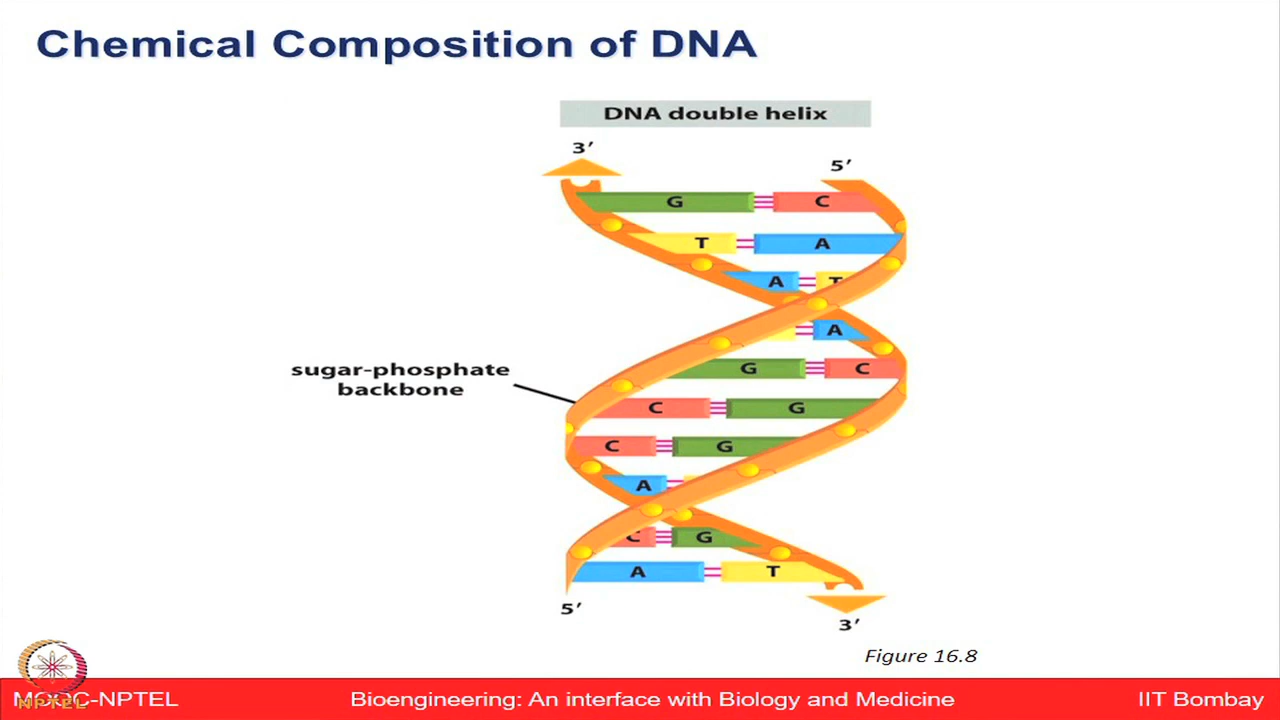 Chemical Composition of DNA
DNA double helix
3′
5′
G C
T A
A T
A
G C
sugar-phosphate
backbone
C G
C G
A
C G
A T
5′
3′
Figure 16.8
MOOC-NPTEL Bioengineering: An interface with Biology and Medicine IIT Bombay
NPTEL